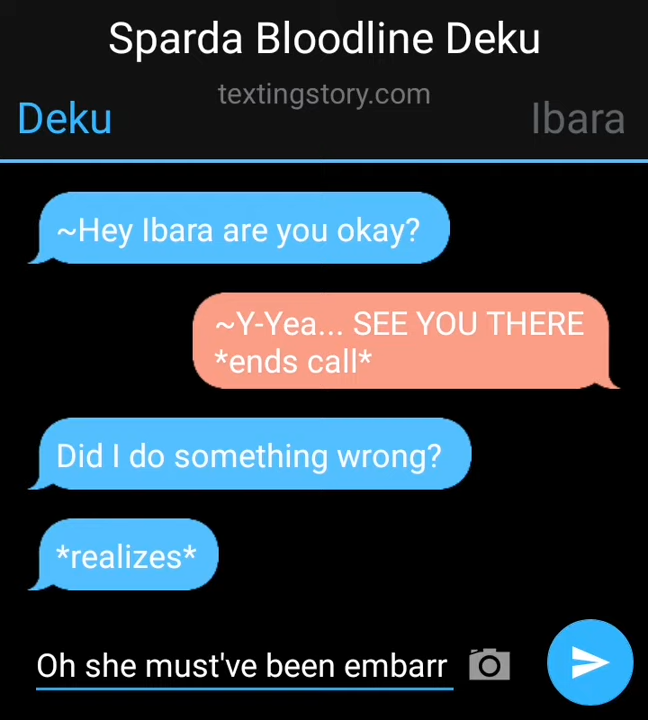 Sparda Bloodline Deku
textingstory.com
Deku
Ibara
~Hey Ibara are you okay?
~Y-Yea... SEE YOU THERE
*ends call*
Did I do something wrong?
*realizes*
Oh she must've been embarr